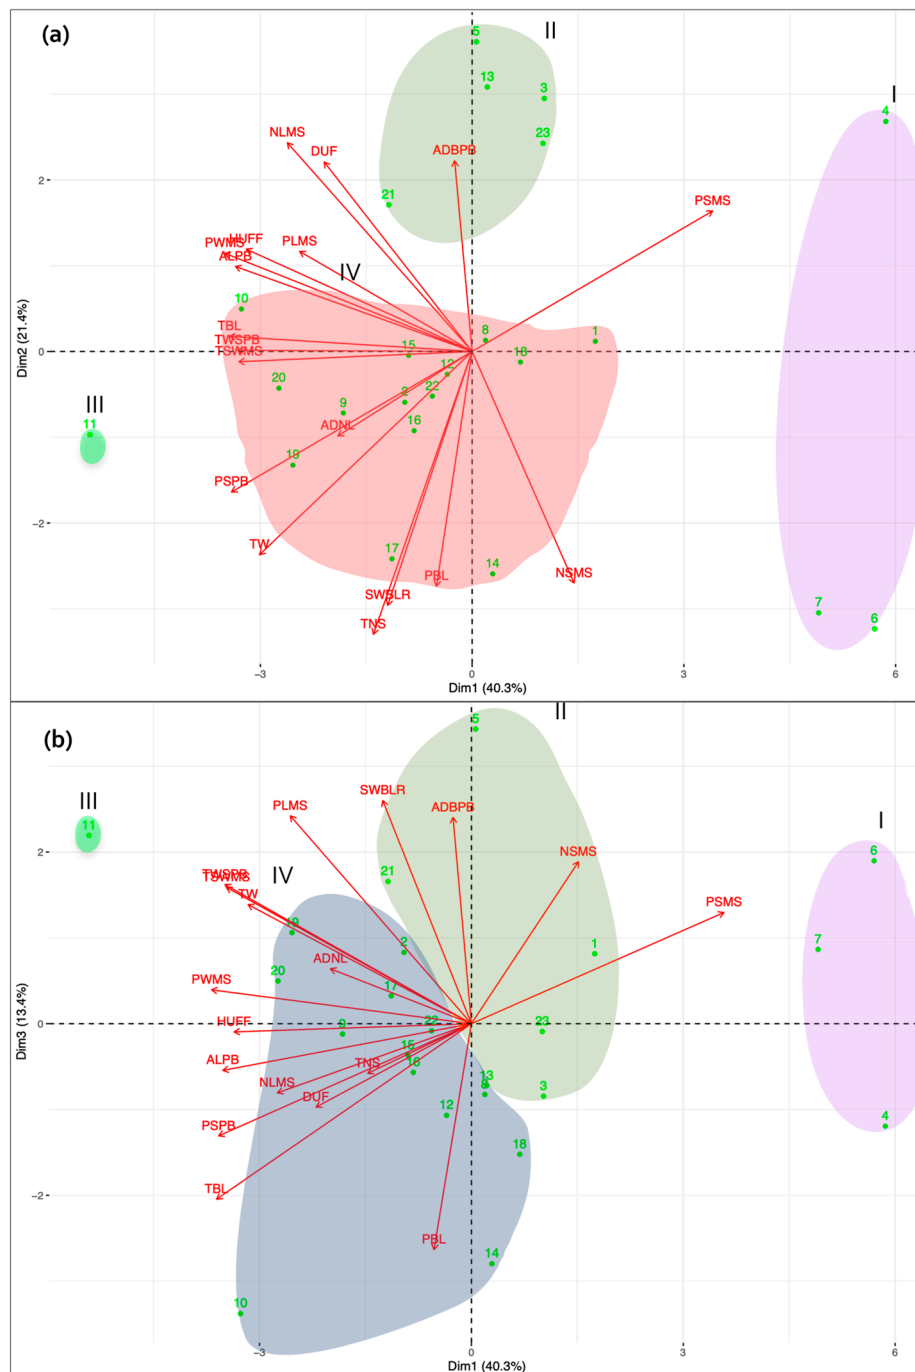 (a)
II
5
13
3
I
4
NLMS
DUF
ADBPB
23
2
21
PSMS
HUFF
PWMS
PLMS
ALPB
IV
10
TBL
TWSPB
TSWMS
15
8
18
1
0
12
20
9
2
22
III
11
ADNL
16
19
PSPB
-2
TW
17
PBL
14
NSMS
SWBLR
TNS
7
6
-3
0
3
6
Dim1 (40.3%)
Dim2 (21.4%)
(b)
II
5
III
11
PLMS
SWBLR
ADBPB
I
2
NSMS
6
TWSPB
TSWMS
IV
21
TW
PSMS
19
2
1
7
20
ADNL
17
PWMS
0
HUFF
9
22
23
15
ALPB
TNS
16
NLMS
DUF
13
8
3
PSPB
12
4
18
-2
TBL
PBL
14
10
-3
0
3
6
Dim1 (40.3%)
Dim3 (13.4%)